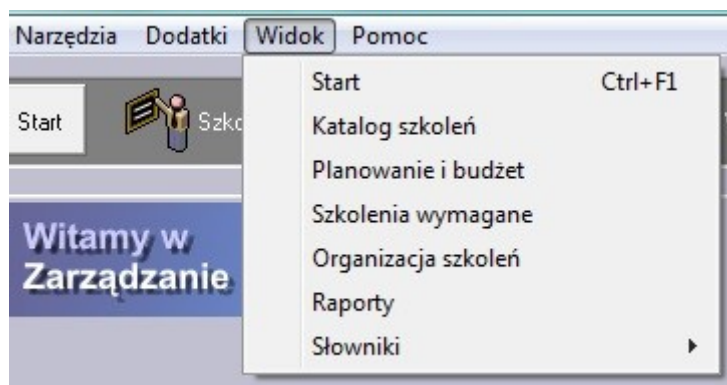 Narzędzia Dodatki Widok Pomoc
Start Ctrl+F1
Katalog szkoleń
Planowanie i budżet
Szkolenia wymagane
Organizacja szkoleń
Raporty
Słowniki
Start
Witamy w
Zarządzanie